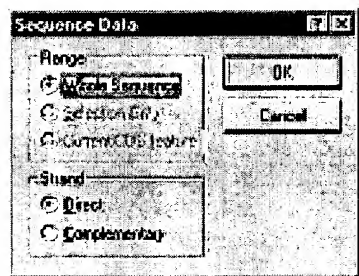 Sequence Data
Range
Whole Sequence
Selection Only
Current CDS feature
Strand
Direct
Complementary
OK
Cancel